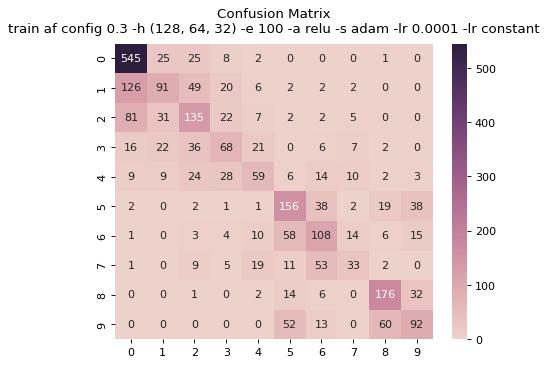 Confusion Matrix
train af config 0.3 -h (128, 64, 32) -e 100 -a relu -s adam -lr 0.0001 -lr constant
0 545 25 25 8 2 0 0 0 1 0
1 126 91 49 20 6 2 2 2 0 0
2 81 31 135 22 7 2 2 5 0 0
3 16 22 36 68 21 0 6 7 2 0
4 9 9 24 28 59 6 14 10 2 3
5 2 0 2 1 1 156 38 2 19 38
6 1 0 3 4 10 58 108 14 6 15
7 1 0 9 5 19 11 53 33 2 0
8 0 0 1 0 2 14 6 0 176 32
9 0 0 0 0 0 52 13 0 60 92
0 1 2 3 4 5 6 7 8 9
500
400
300
200
100
0